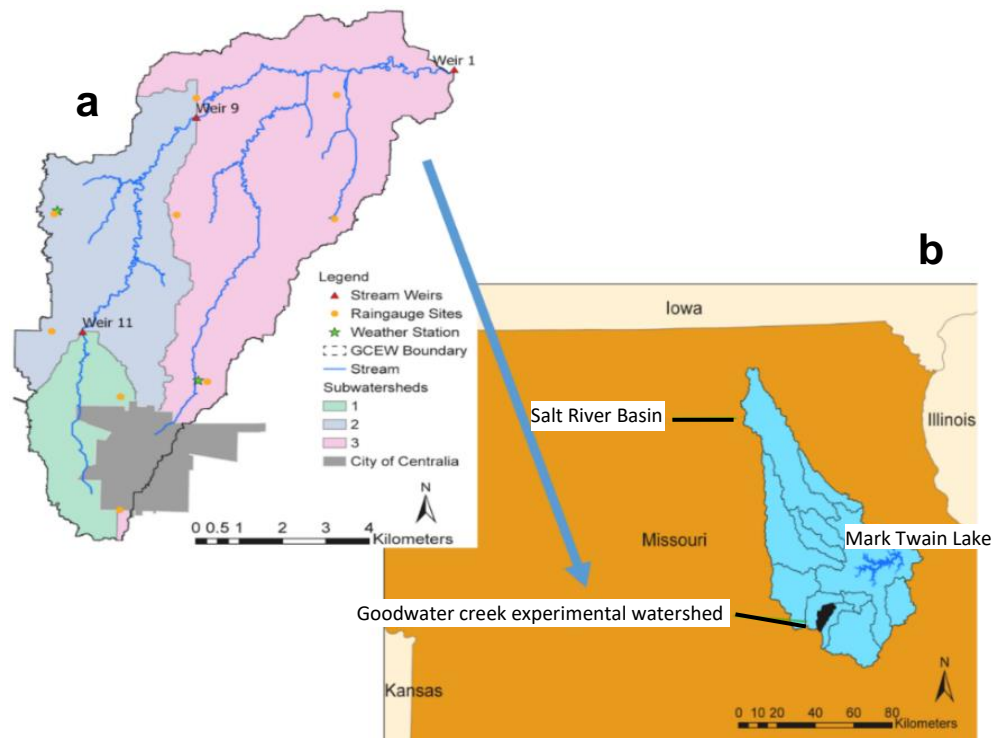 a
Weir 1
Weir 9
Weir 11
Legend
Stream Weirs
Raingauge Sites
Weather Station
GCEW Boundary
Stream
Subwatersheds
1
2
3
City of Centralia
N
0 0.5 1 2 3 4
Kilometers
b
Iowa
Salt River Basin
Illinois
Missouri
Mark Twain Lake
Goodwater creek experimental watershed
Kansas
N
0 10 20 40 60 80
Kilometers